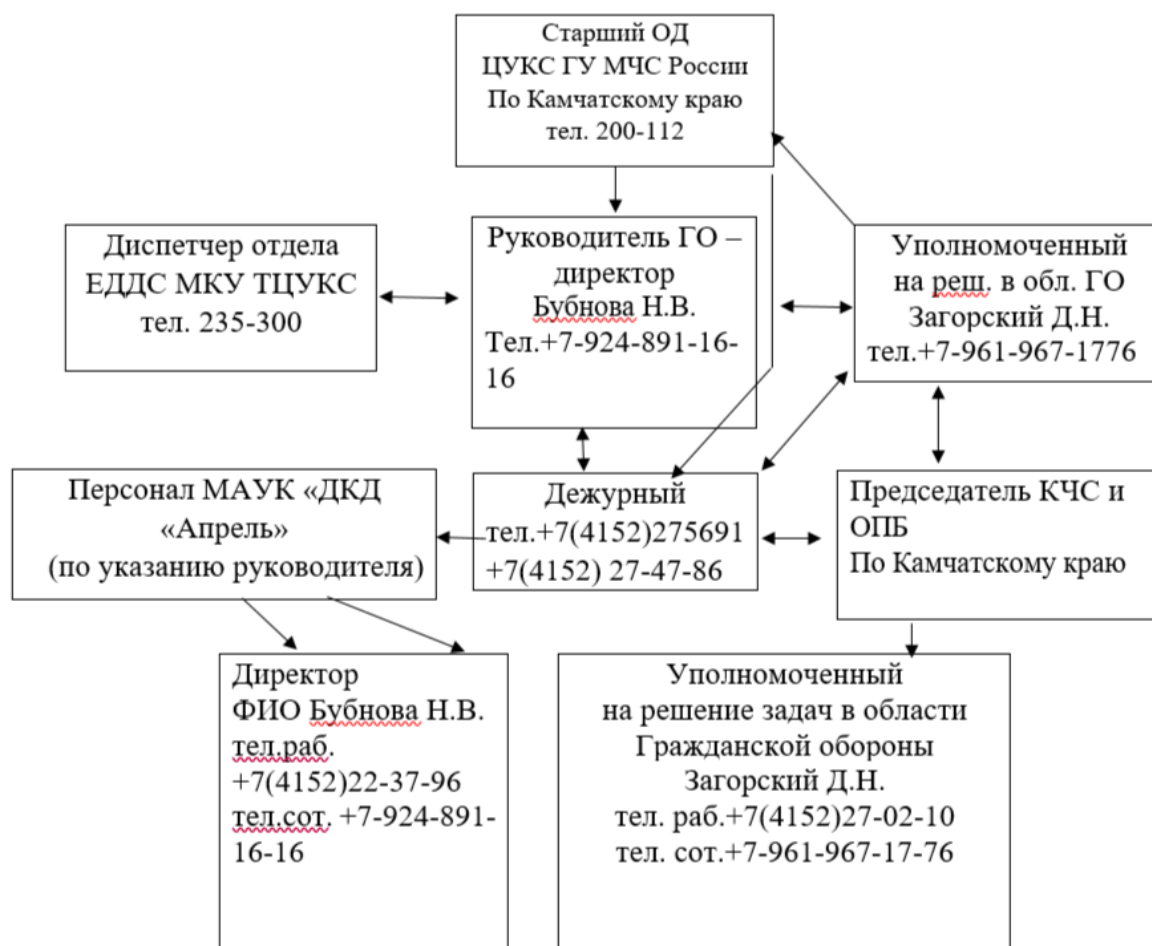 Старший ОД
ЦУКС ГУ МЧС России
По Камчатскому краю
тел. 200-112
Диспетчер отдела
ЕДДС МКУ ТЦУКС
тел. 235-300
Руководитель ГО –
директор
Бубнова Н.В.
Тел.+7-924-891-16-
16
Уполномоченный
на реш. в обл. ГО
Загорский Д.Н.
тел.+7-961-967-1776
Персонал МАУК «ДКД
«Апрель»
(по указанию руководителя)
Дежурный
тел.+7(4152)275691
+7(4152) 27-47-86
Председатель КЧС и
ОПБ
По Камчатскому краю
Директор
ФИО Бубнова Н.В.
тел.раб.
+7(4152)22-37-96
тел.сот. +7-924-891-
16-16
Уполномоченный
на решение задач в области
Гражданской обороны
Загорский Д.Н.
тел. раб.+7(4152)27-02-10
тел. сот.+7-961-967-17-76